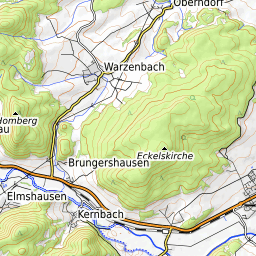 Oberndorf
Warzenbach
Homberg
au
Eckelskirche
Brungershausen
Elmshausen
Kernbach